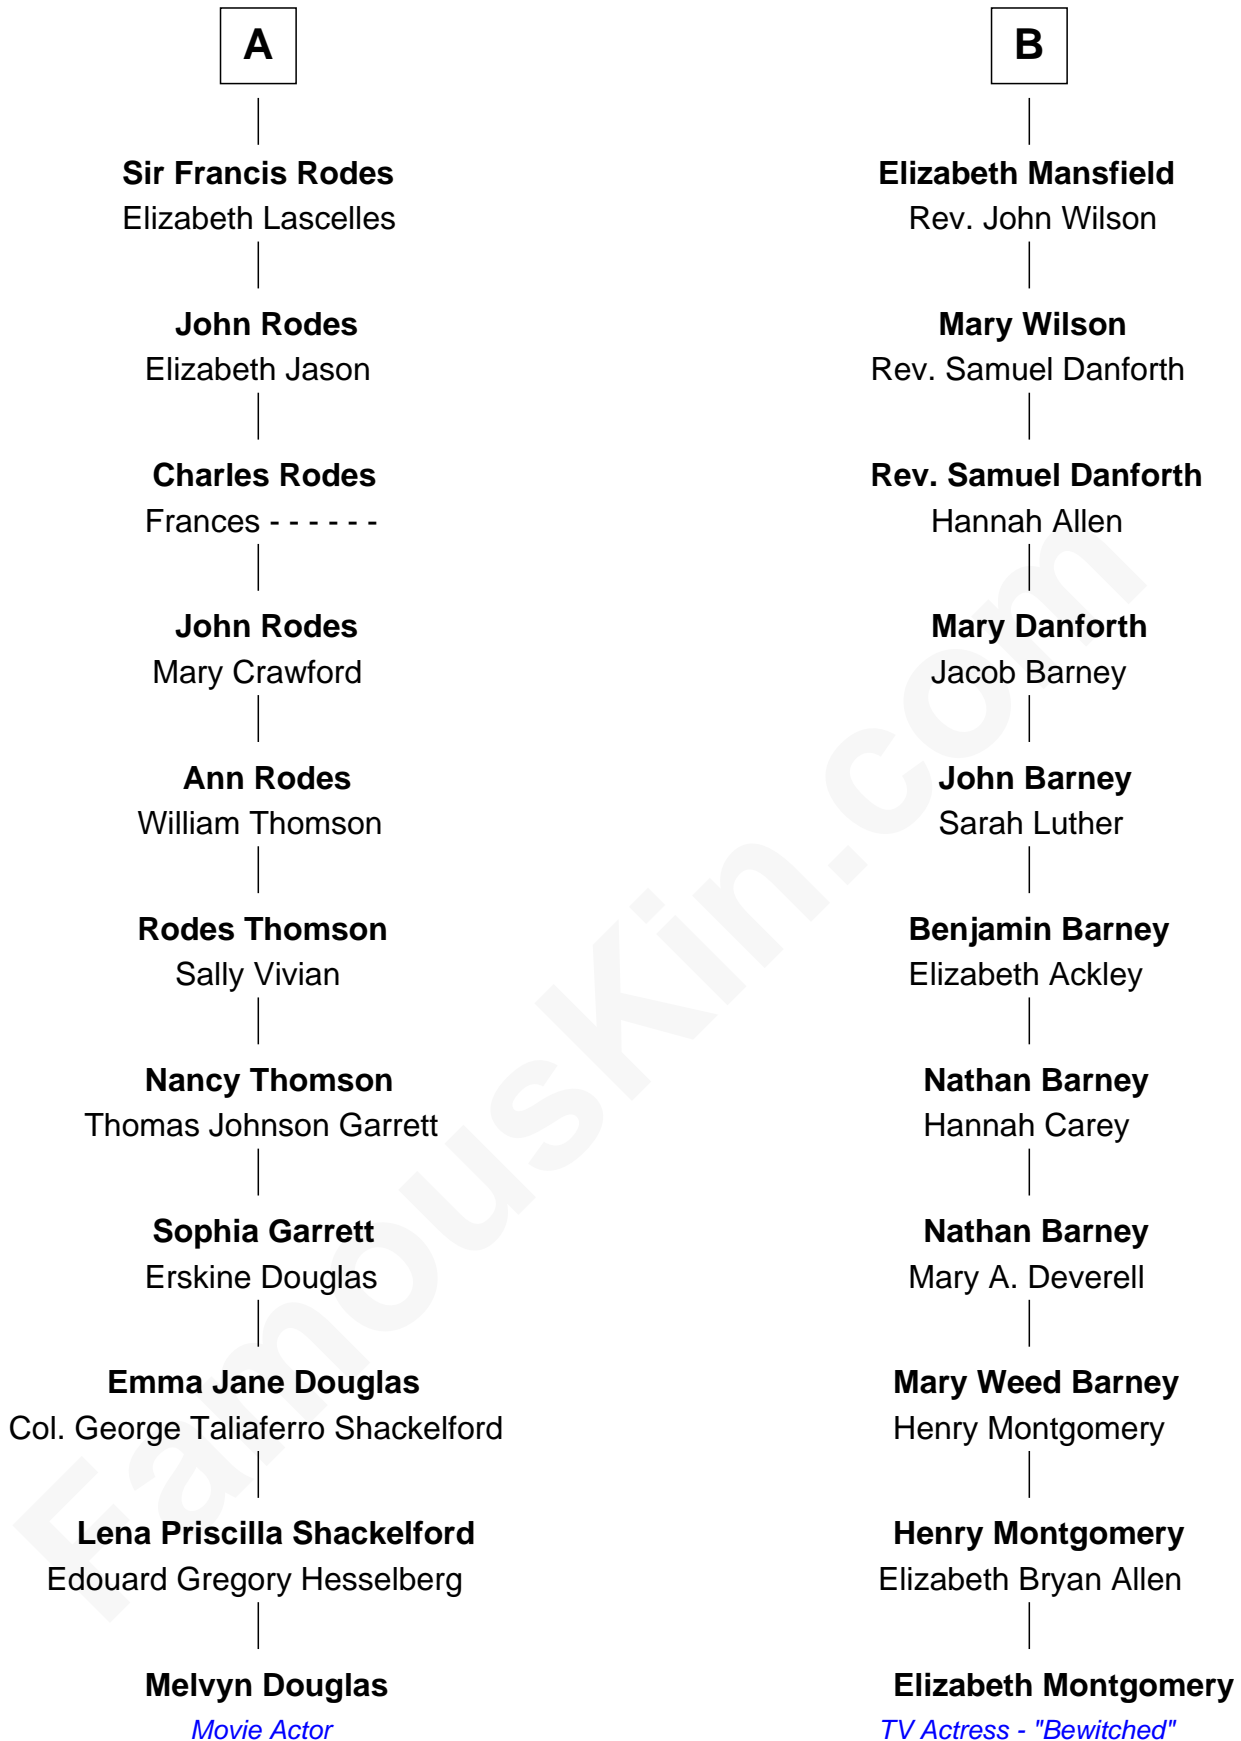 A
Sir Francis Rodes
Elizabeth Lascelles
John Rodes
Elizabeth Jason
Charles Rodes
Frances - - - - - -
John Rodes
Mary Crawford
Ann Rodes
William Thomson
Rodes Thomson
Sally Vivian
Nancy Thomson
Thomas Johnson Garrett
Sophia Garrett
Erskine Douglas
Emma Jane Douglas
Col. George Taliaferro Shackelford
Lena Priscilla Shackelford
Edouard Gregory Hesselberg
Melvyn Douglas
Movie Actor
B
Elizabeth Mansfield
Rev. John Wilson
Mary Wilson
Rev. Samuel Danforth
Rev. Samuel Danforth
Hannah Allen
Mary Danforth
Jacob Barney
John Barney
Sarah Luther
Benjamin Barney
Elizabeth Ackley
Nathan Barney
Hannah Carey
Nathan Barney
Mary A. Deverell
Mary Weed Barney
Henry Montgomery
Henry Montgomery
Elizabeth Bryan Allen
Elizabeth Montgomery
TV Actress - "Bewitched"
FamousKin.com